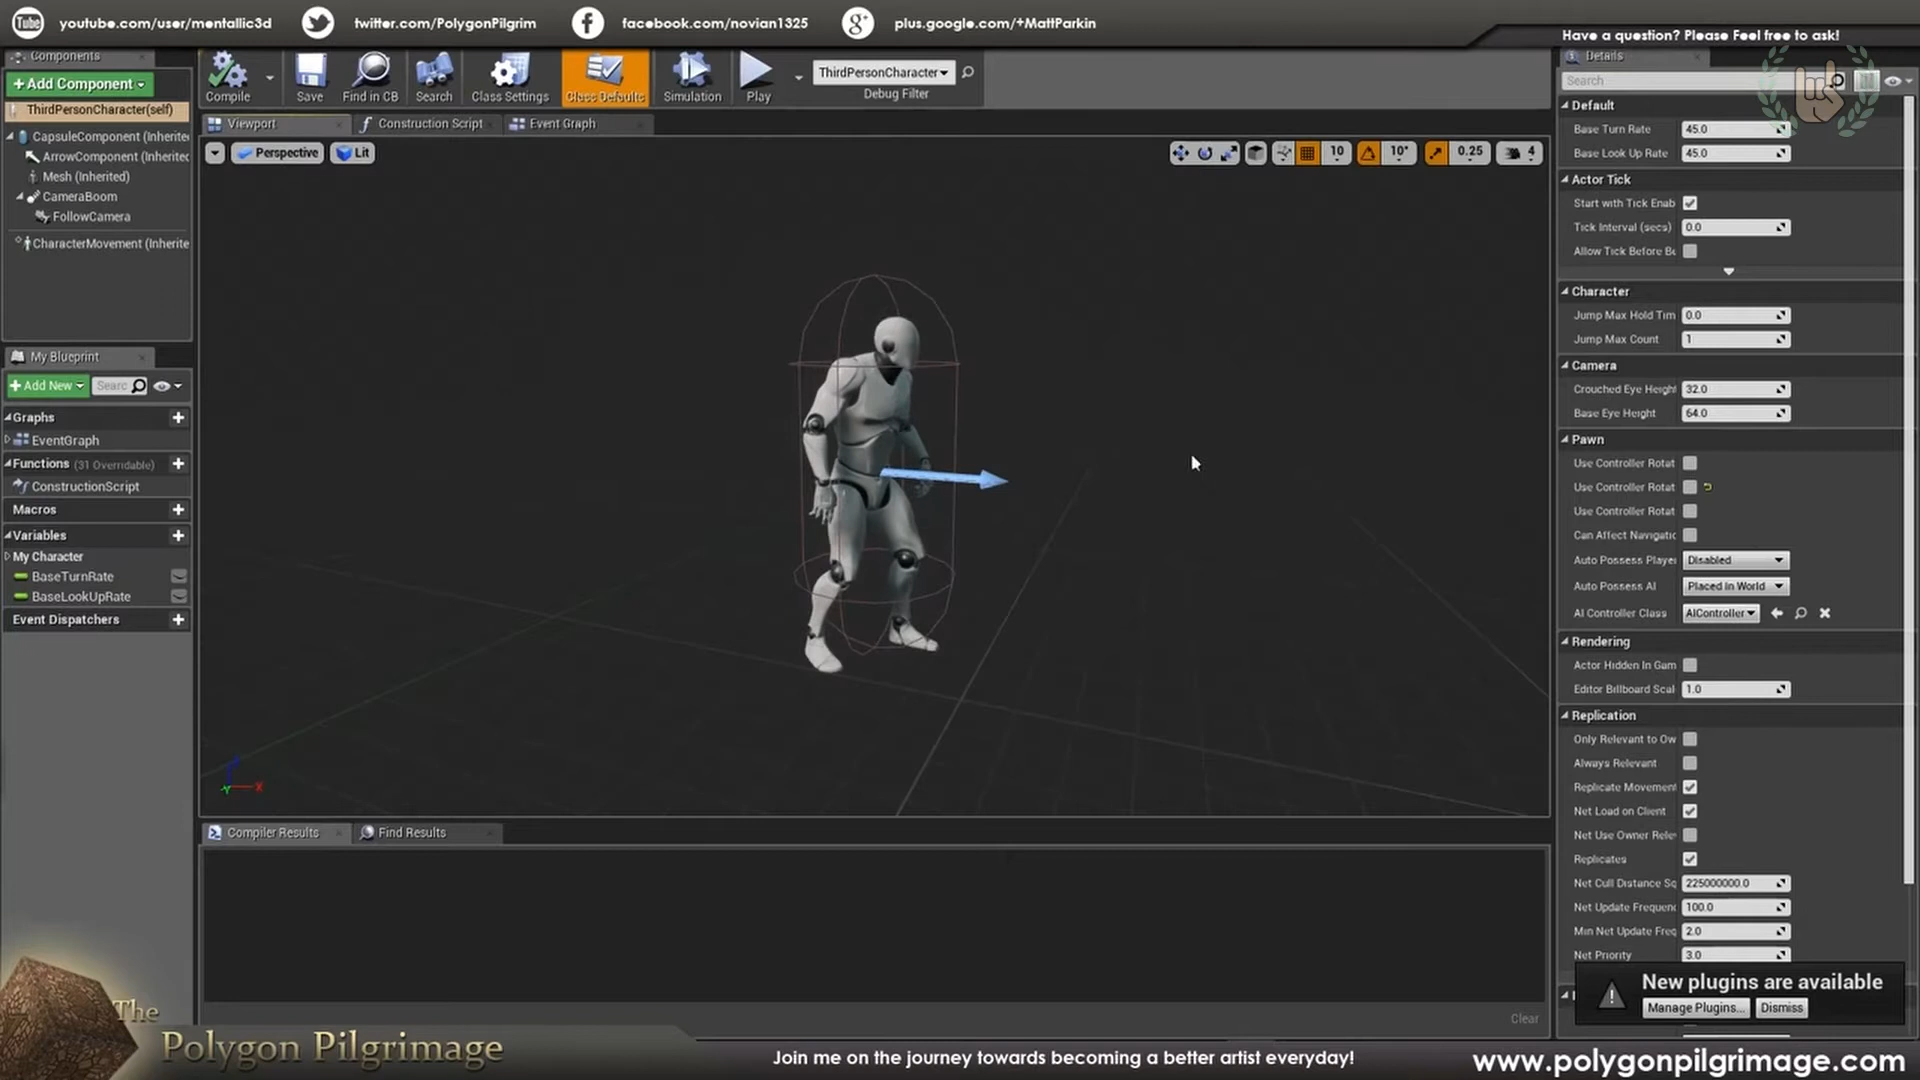 Tube youtube.com/user/mentallic3d twitter.com/PolygonPilgrim facebook.com/novian1325 g+ plus.google.com/+MattParkin
Have a question? Please Feel free to ask!
Components
+Add Component
ThirdPersonCharacter(self)
CapsuleComponent (Inherite
ArrowComponent (Inherited
Mesh (Inherited)
CameraBoom
FollowCamera
CharacterMovement (Inherite
My Blueprint
+Add New Searc
Graphs
EventGraph
Functions (31 Overridable)
ConstructionScript
Macros
Variables
My Character
BaseTurnRate
BaseLookUpRate
Event Dispatchers
Compile Save Find in CB Search Class Settings Class Defaults Simulation Play
ThirdPersonCharacter
Debug Filter
Viewport Construction Script Event Graph
Perspective Lit
10 10° 0.25 4
X
Compiler Results Find Results
Clear
Details
Search
Default
Base Turn Rate 45.0
Base Look Up Rate 45.0
Actor Tick
Start with Tick Enab
Tick Interval (secs) 0.0
Allow Tick Before Be
Character
Jump Max Hold Tim 0.0
Jump Max Count 1
Camera
Crouched Eye Height 32.0
Base Eye Height 64.0
Pawn
Use Controller Rotat
Use Controller Rotat
Use Controller Rotat
Can Affect Navigatic
Auto Possess Player Disabled
Auto Possess AI Placed in World
AI Controller Class AIController
Rendering
Actor Hidden In Gam
Editor Billboard Scal 1.0
Replication
Only Relevant to Ow
Always Relevant
Replicate Movement
Net Load on Client
Net Use Owner Relev
Replicates
Net Cull Distance Sq 225000000.0
Net Update Frequenc 100.0
Min Net Update Freq 2.0
Net Priority 3.0
New plugins are available
Manage Plugins... Dismiss
The
Polygon Pilgrimage
Join me on the journey towards becoming a better artist everyday!
www.polygonpilgrimage.com